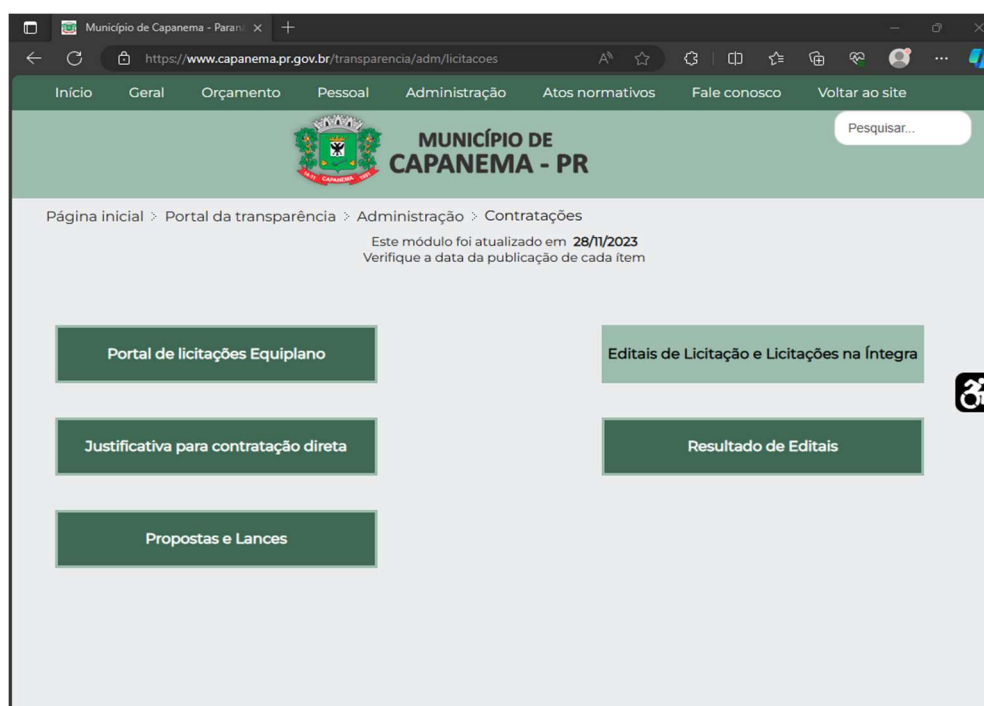 Município de Capanema - Paraná
https://www.capanema.pr.gov.br/transparencia/adm/licitacoes
Início Geral Orçamento Pessoal Administração Atos normativos Fale conosco Voltar ao site
Pesquisar...
MUNICÍPIO DE
CAPANEMA - PR
CAPANEMA
Página inicial > Portal da transparência > Administração > Contratações
Este módulo foi atualizado em 28/11/2023
Verifique a data da publicação de cada ítem
Portal de licitações Equiplano
Editais de Licitação e Licitações na Íntegra
Justificativa para contratação direta
Resultado de Editais
Propostas e Lances